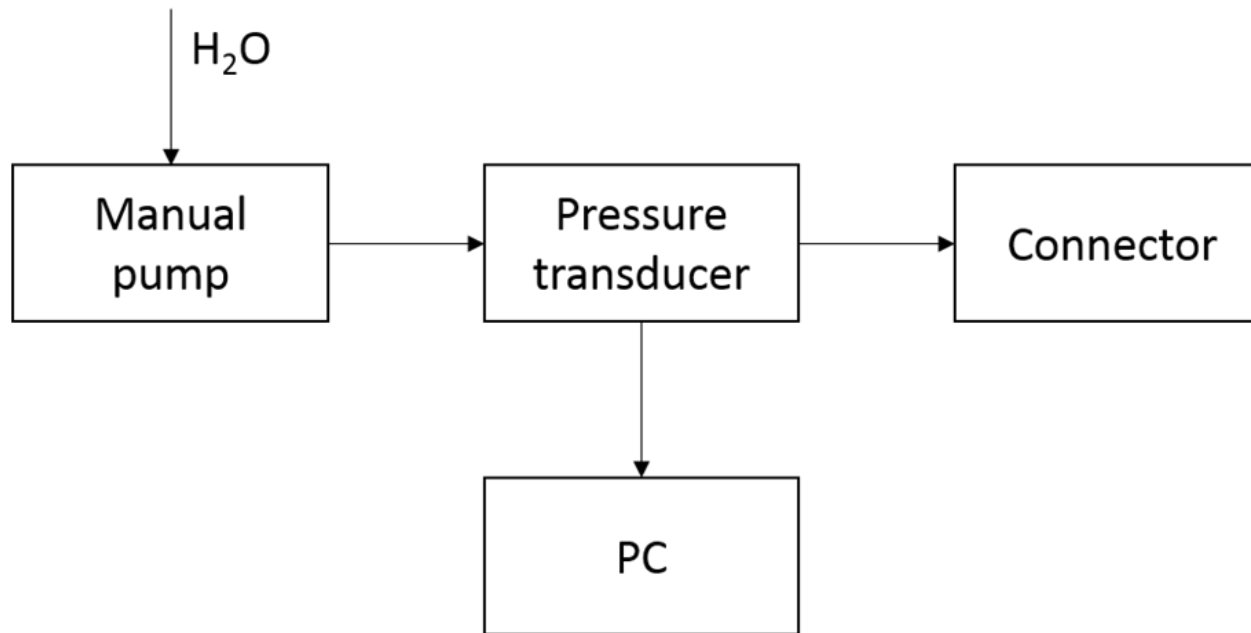 H₂O
Manual
pump
Pressure
transducer
Connector
PC